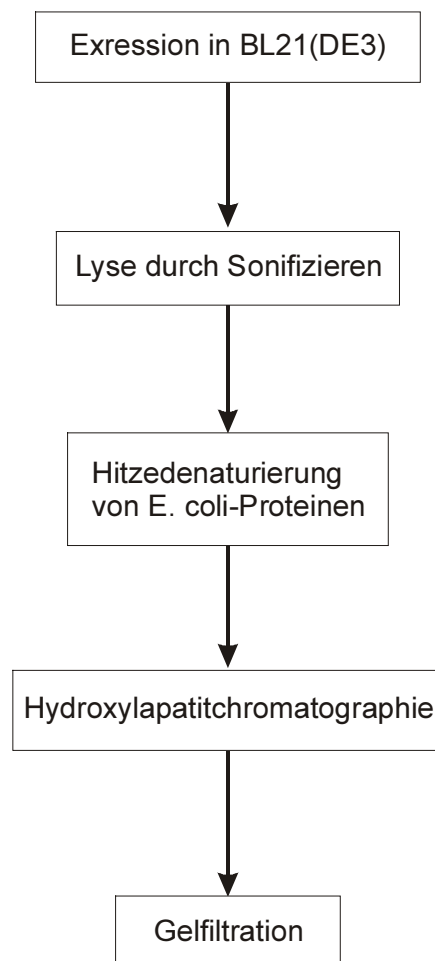 Exression in BL21(DE3)
Lyse durch Sonifizieren
Hitzedenaturierung
von E. coli-Proteinen
Hydroxylapatitchromatographie
Gelfiltration